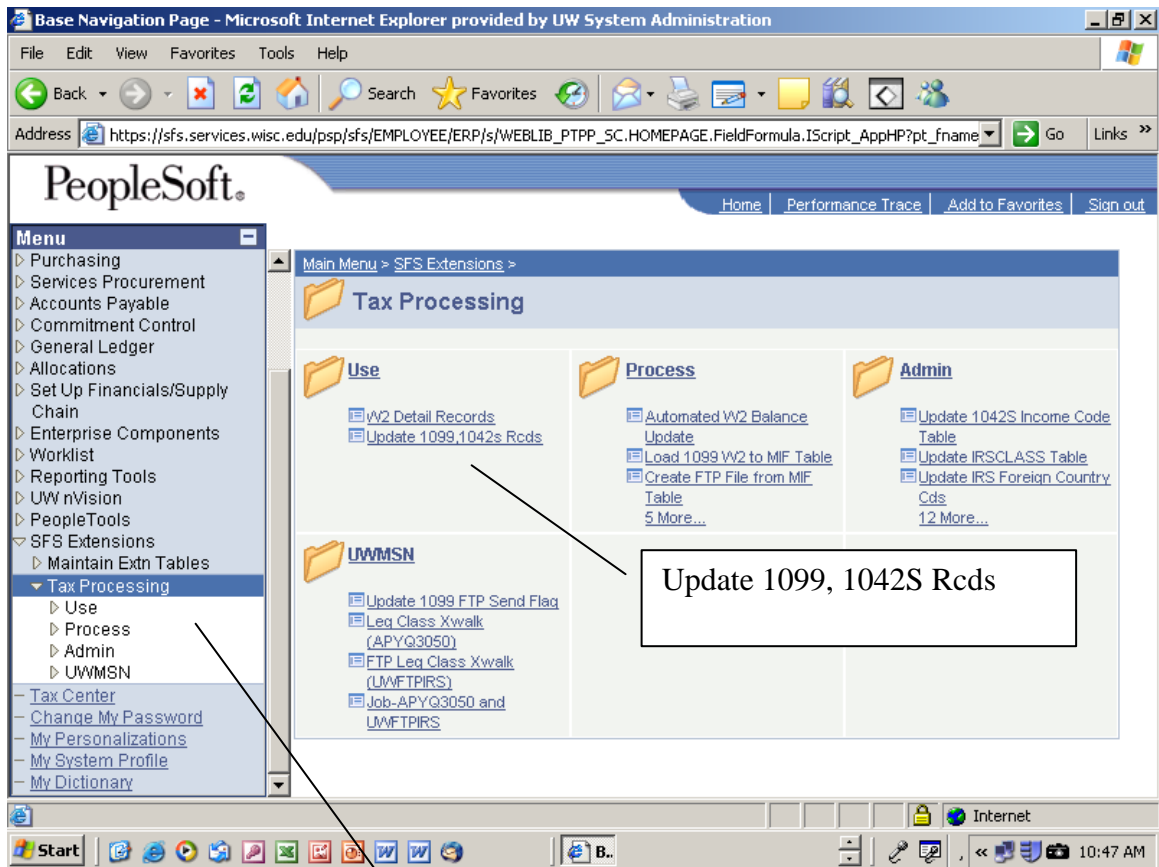 Base Navigation Page - Microsoft Internet Explorer provided by UW System Administration
File Edit View Favorites Tools Help
Back Search Favorites
Address https://sfs.services.wisc.edu/psp/sfs/EMPLOYEE/ERP/s/WEBLIB_PTPP_SC.HOMEPAGE.FieldFormula.IScript_AppHP?pt_fname Go Links »
PeopleSoft®
Home Performance Trace Add to Favorites Sign out
Menu
Purchasing
Services Procurement
Accounts Payable
Commitment Control
General Ledger
Allocations
Set Up Financials/Supply
Chain
Enterprise Components
Worklist
Reporting Tools
UW nVision
PeopleTools
SFS Extensions
Maintain Extn Tables
Tax Processing
Use
Process
Admin
UWMSN
Tax Center
Change My Password
My Personalizations
My System Profile
My Dictionary
Main Menu > SFS Extensions >
Tax Processing
Use
W2 Detail Records
Update 1099,1042s Rcds
Process
Automated W2 Balance
Update
Load 1099 W2 to MIF Table
Create FTP File from MIF
Table
5 More...
Admin
Update 1042S Income Code
Table
Update IRSCLASS Table
Update IRS Foreign Country
Cds
12 More...
UWMSN
Update 1099 FTP Send Flag
Leg Class Xwalk
(APYQ3050)
FTP Leg Class Xwalk
(UWFTPIRS)
Job-APYQ3050 and
UWFTPIRS
Update 1099, 1042S Rcds
Internet
Start B.. 10:47 AM